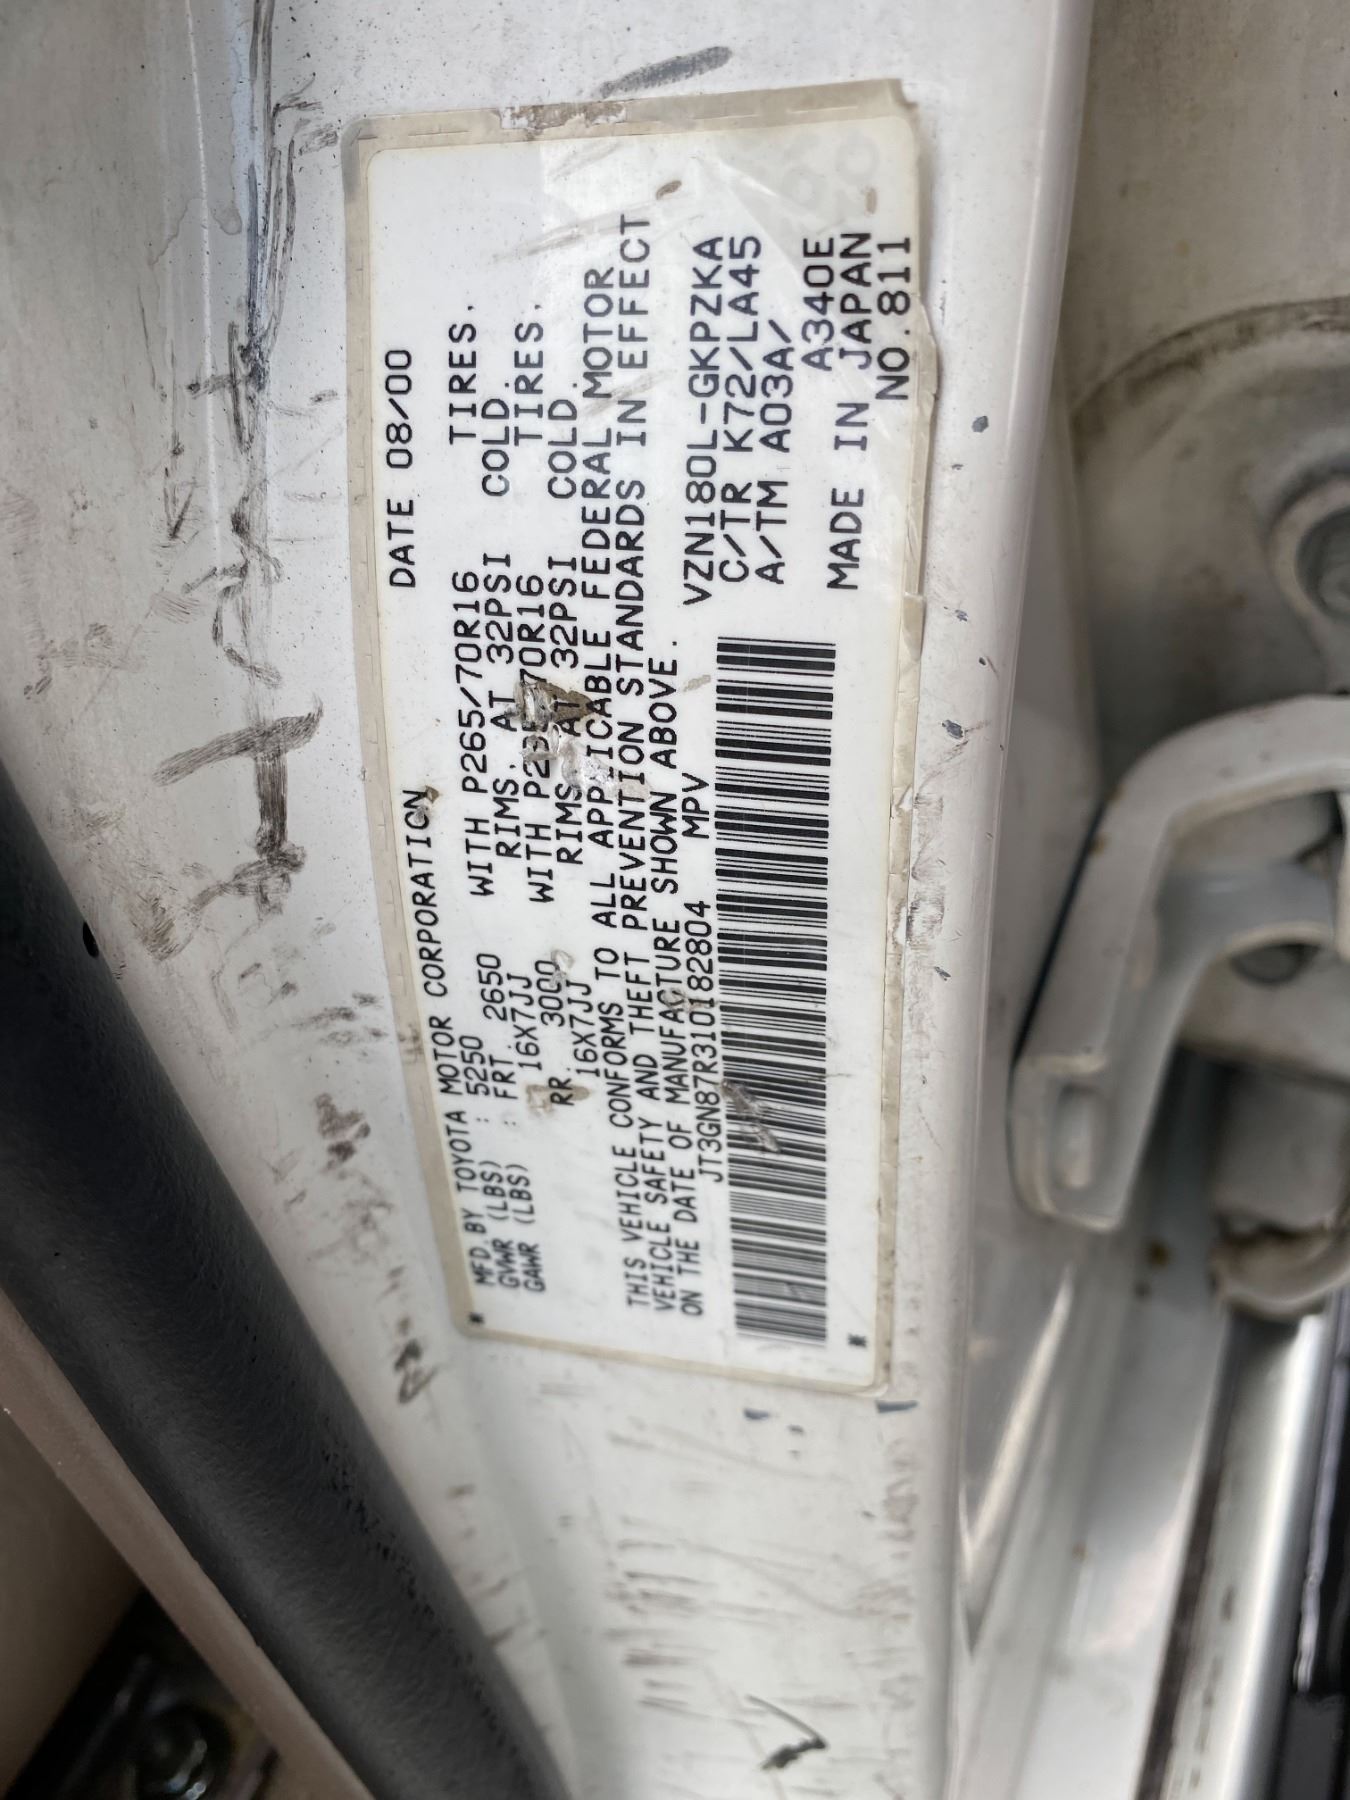 MFD. BY TOYOTA MOTOR CORPORATION DATE 08/00
GVWR (LBS) : 5250 WITH P265/70R16 TIRES.
GAWR (LBS) : FRT. 2650 RIMS. AT 32PSI COLD.
16X7JJ WITH 70R16 TIRES.
RR. 3000 RIMS AT 32PSI COLD.
16X7JJ
THIS VEHICLE CONFORMS TO ALL APPLICABLE FEDERAL MOTOR
VEHICLE SAFETY AND THEFT PREVENTION STANDARDS IN EFFECT
ON THE DATE OF MANUFACTURE SHOWN ABOVE.
JT3GN87R310182804 MPV
VZN180L-GKPZKA
C/TR K72/LA45
A/TM A03A/
A340E
MADE IN JAPAN
NO.811